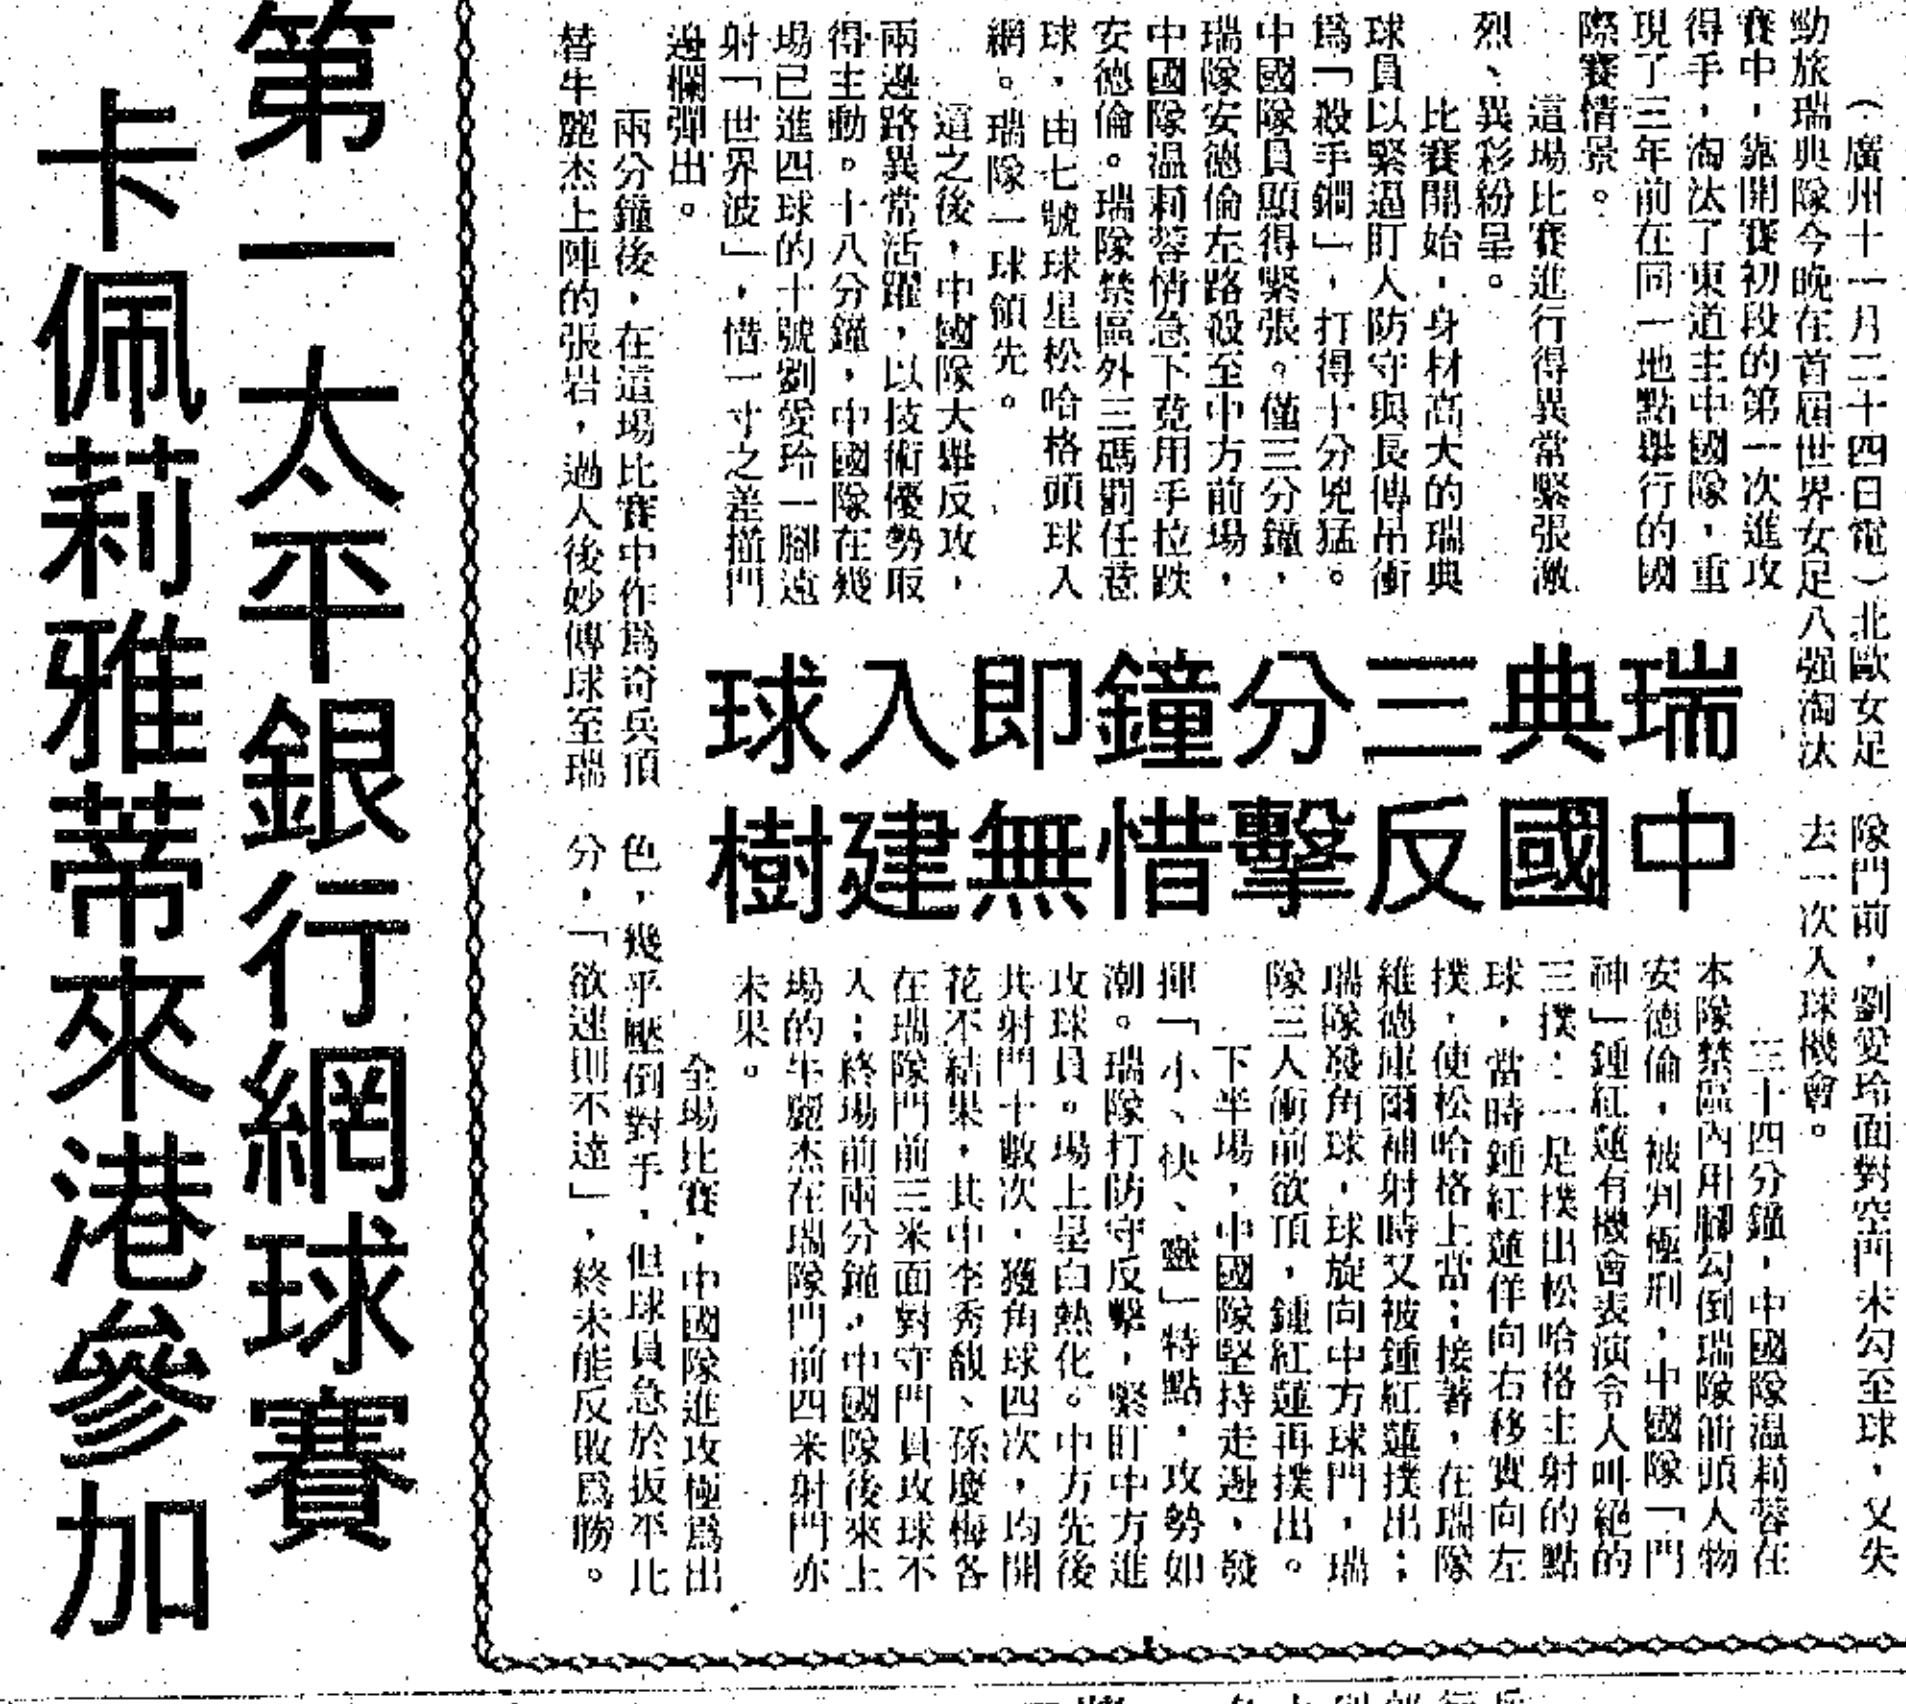 瑞典三分鐘即入球
中國反擊惜無建樹
（廣州十一月二十四日電）北歐女足
勁旅瑞典隊今晚在首屆世界女足八强淘汰
賽中，靠開賽初段的第一次進攻
得手，淘汰了東道主中國隊，重
現了三年前在同一地點舉行的國
際賽情景。
這場比賽進行得異常緊張激
烈、異彩紛呈。
比賽開始，身材高大的瑞典
球員以緊逼盯人防守與長傳吊衝
爲「殺手鐧」，打得十分兇猛。
中國隊員顯得緊張。僅三分鐘，
瑞隊安德倫左路殺至中方前場，
中國隊温莉蓉情急下竟用手拉跌
安德倫。瑞隊禁區外三碼罰任意
球，由七號球星松哈格頭球入
網。瑞隊一球領先。
這之後，中國隊大舉反攻，
兩邊路異常活躍，以技術優勢取
得主動。十八分鐘，中國隊在幾
場已進四球的十號劉愛玲一腳遠
射「世界波」，惜一寸之差揸門
邊欄彈出。
兩分鐘後，在這場比賽中作爲奇兵頂
替牛麗杰上陣的張岩，過人後妙傳球至瑞
隊門前，劉愛玲面對空門未勾至球，又失
去一次入球機會。
三十四分鐘，中國隊温莉蓉在
本隊禁區內用腳勾倒瑞隊前頭人物
安德倫，被判極刑，中國隊「門
神」鍾紅蓮有機會表演令人叫絕的
三撲：一是撲出松哈格主射的點
球，當時鍾紅蓮佯向右移實向左
撲，使松哈格上當；接著，在瑞隊
維德庫爾補射時又被鍾紅蓮撲出；
瑞隊發角球，球旋向中方球門，瑞
隊三人衝前欲頂，鍾紅蓮再撲出。
下半場，中國隊堅持走邊，發
揮「小、快、靈」特點，攻勢如
潮。瑞隊打防守反擊，緊盯中方進
攻球員。場上呈白熱化。中方先後
共射門十數次，獲角球四次，均開
花不結果，其中李秀馥、孫慶梅各
在瑞隊門前三米面對守門員攻球不
入；終場前兩分鐘，中國隊後來上
場的牛麗杰在瑞隊門前四米射門亦
未果。
全場比賽，中國隊進攻極爲出
色，幾乎壓倒對手，但球員急於扳平比
分，「欲速則不達」，終未能反敗爲勝。
第一太平銀行網球賽
卡佩莉雅蒂來港參加